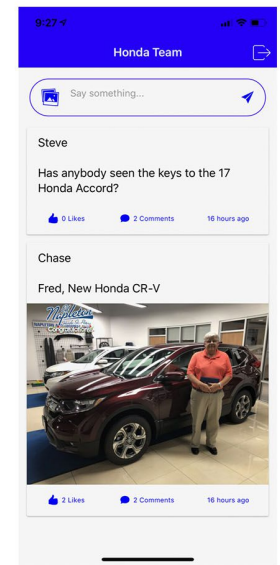 9:27
Honda Team
Say something...
Steve
Has anybody seen the keys to the 17
Honda Accord?
0 Likes
2 Comments
16 hours ago
Chase
Fred, New Honda CR-V
Mapleton
2 Likes
2 Comments
16 hours ago